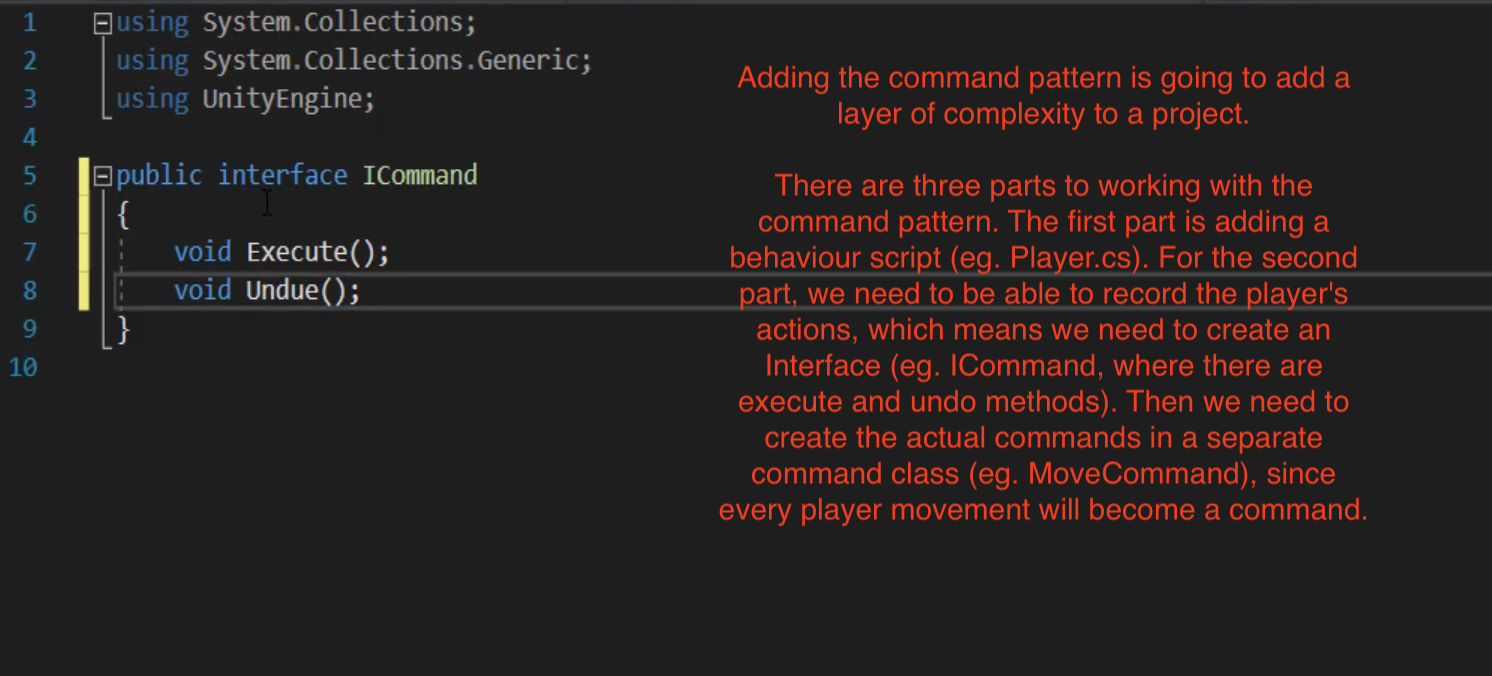 1 using System.Collections;
2 using System.Collections.Generic;
3 using UnityEngine;
4
5 public interface ICommand
6 {
7 void Execute();
8 void Undue();
9 }
10
Adding the command pattern is going to add a
layer of complexity to a project.
There are three parts to working with the
command pattern. The first part is adding a
behaviour script (eg. Player.cs). For the second
part, we need to be able to record the player's
actions, which means we need to create an
Interface (eg. ICommand, where there are
execute and undo methods). Then we need to
create the actual commands in a separate
command class (eg. MoveCommand), since
every player movement will become a command.